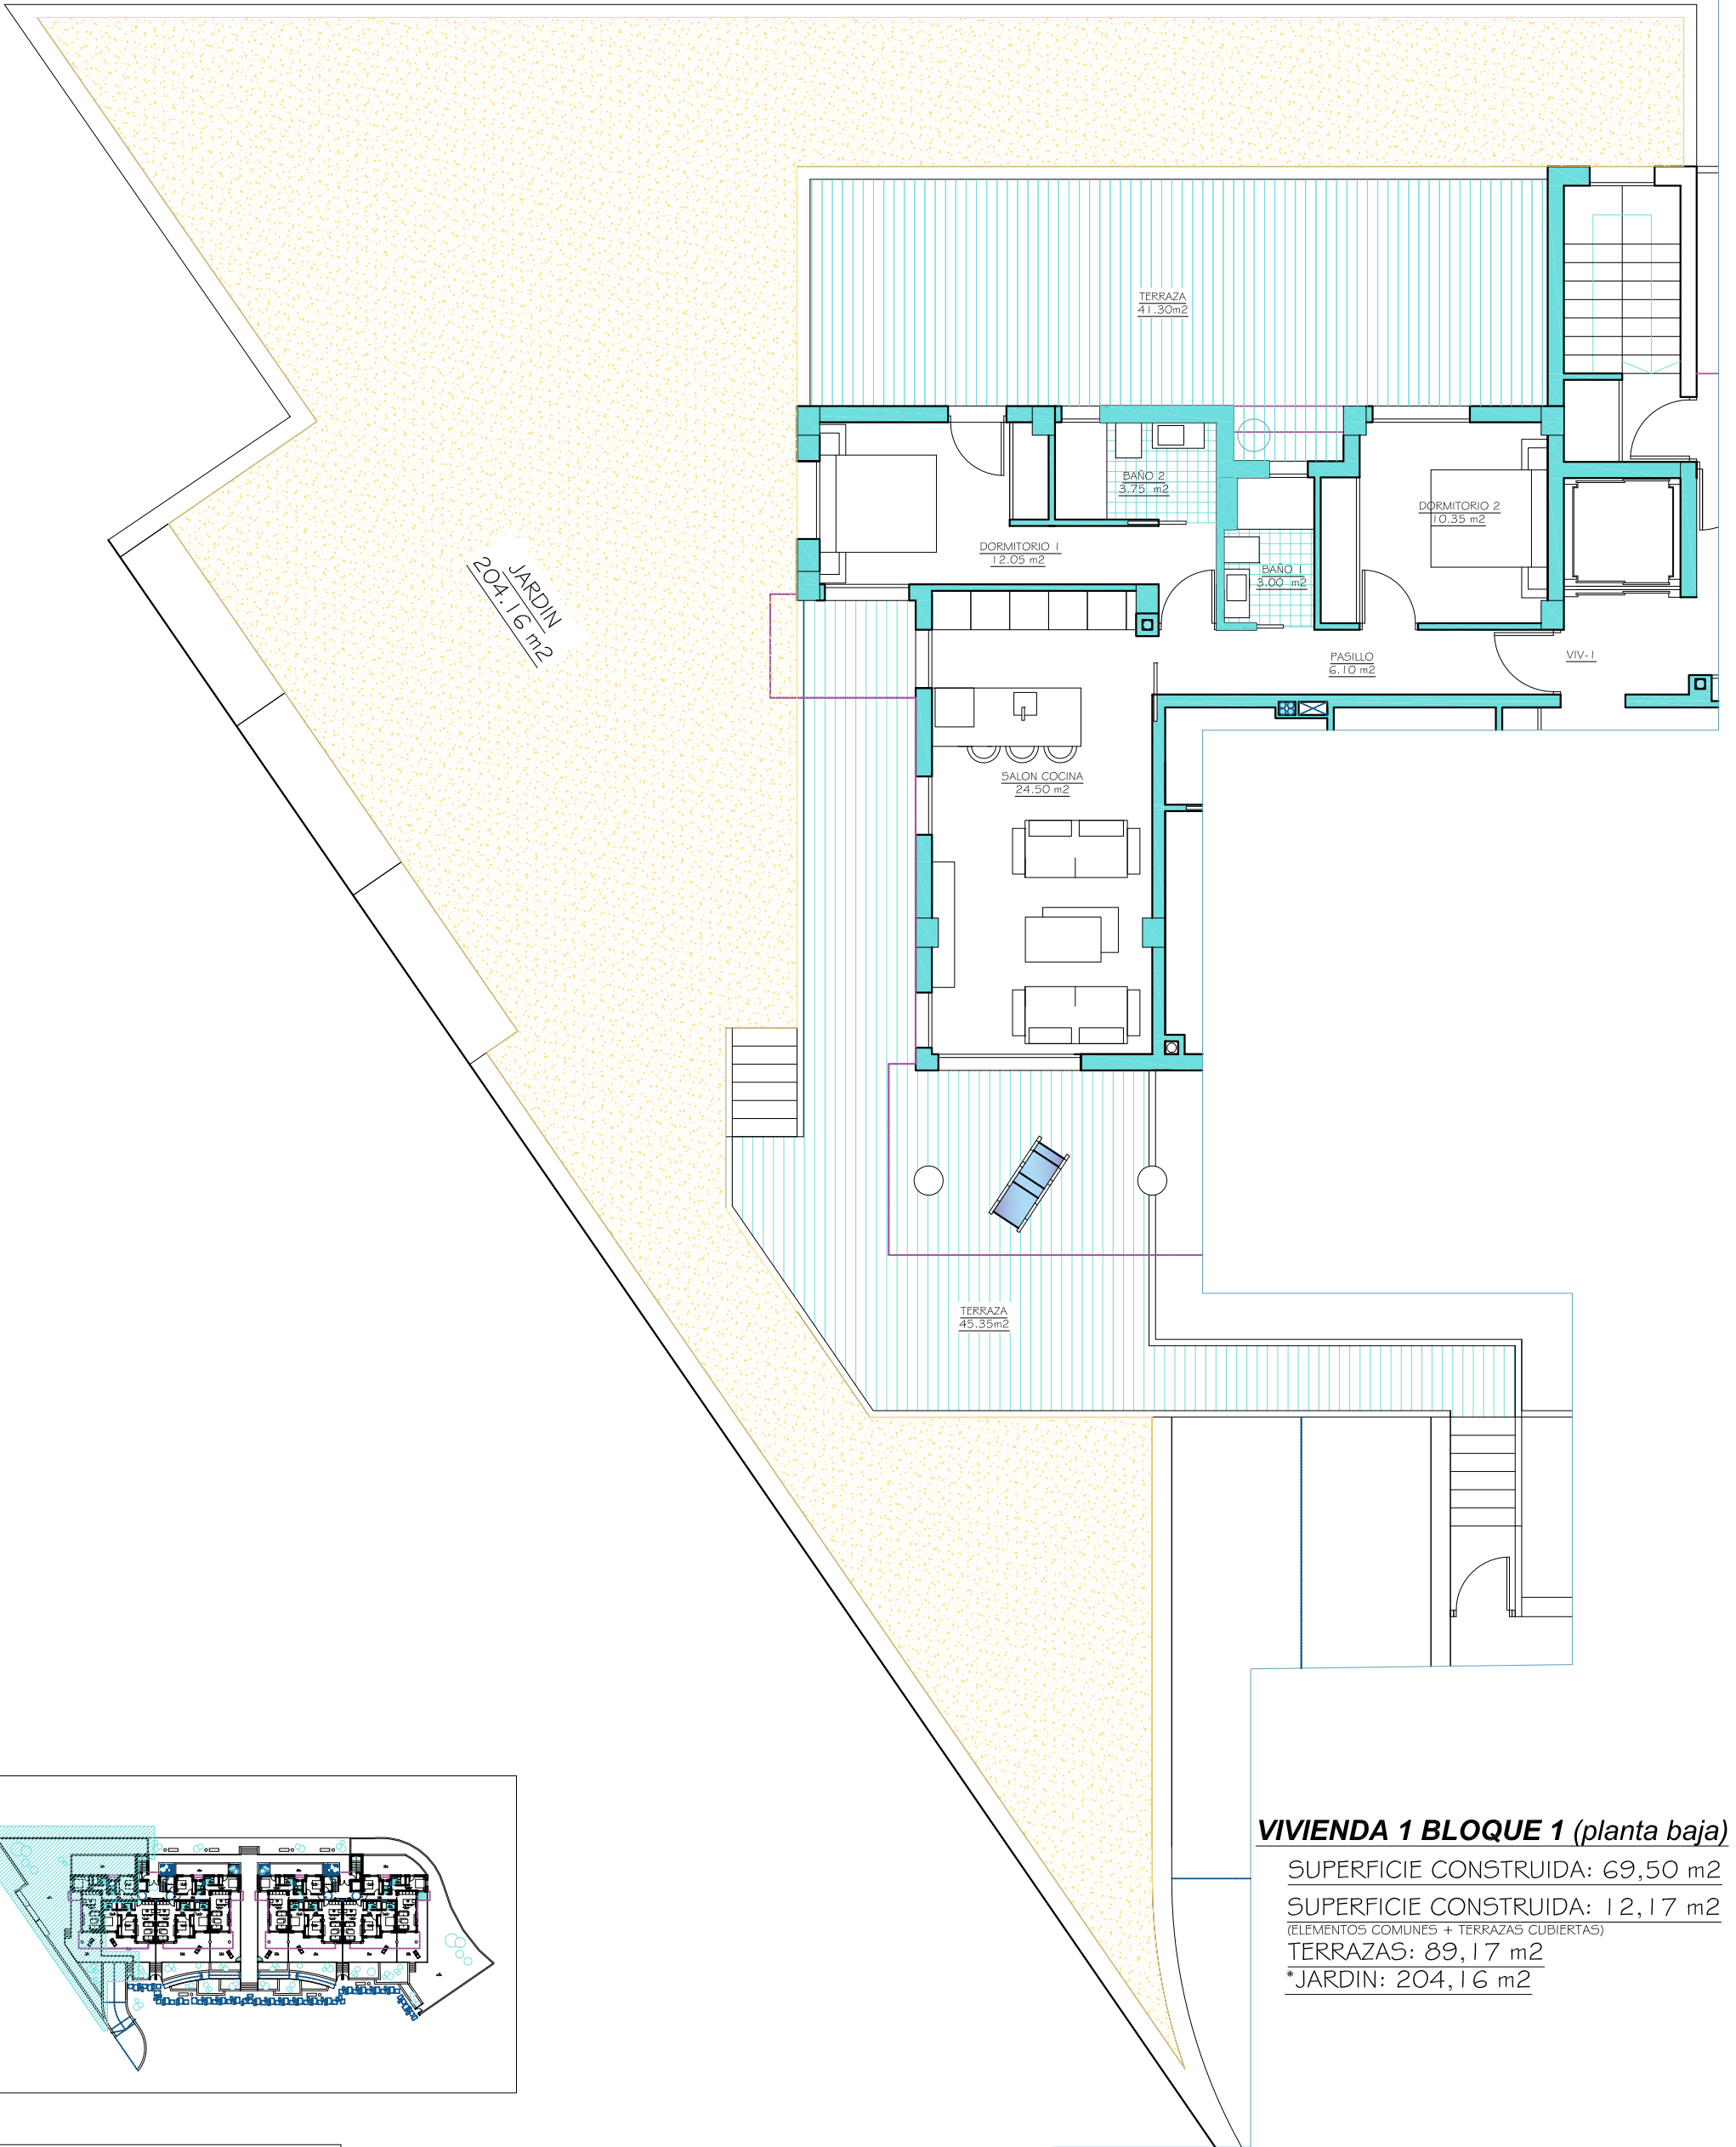 TERRAZA
41.30m2
BAÑO 2
3.75 m2
DORMITORIO 2
10.35 m2
DORMITORIO 1
12.05 m2
BAÑO 1
3.00 m2
JARDIN
204.16 m2
PASILLO
6.10 m2
VIV-1
SALON COCINA
24.50 m2
TERRAZA
45.35m2
VIVIENDA 1 BLOQUE 1 (planta baja)
SUPERFICIE CONSTRUIDA: 69,50 m2
SUPERFICIE CONSTRUIDA: 12,17 m2
(ELEMENTOS COMUNES + TERRAZAS CUBIERTAS)
TERRAZAS: 89,17 m2
*JARDIN: 204,16 m2